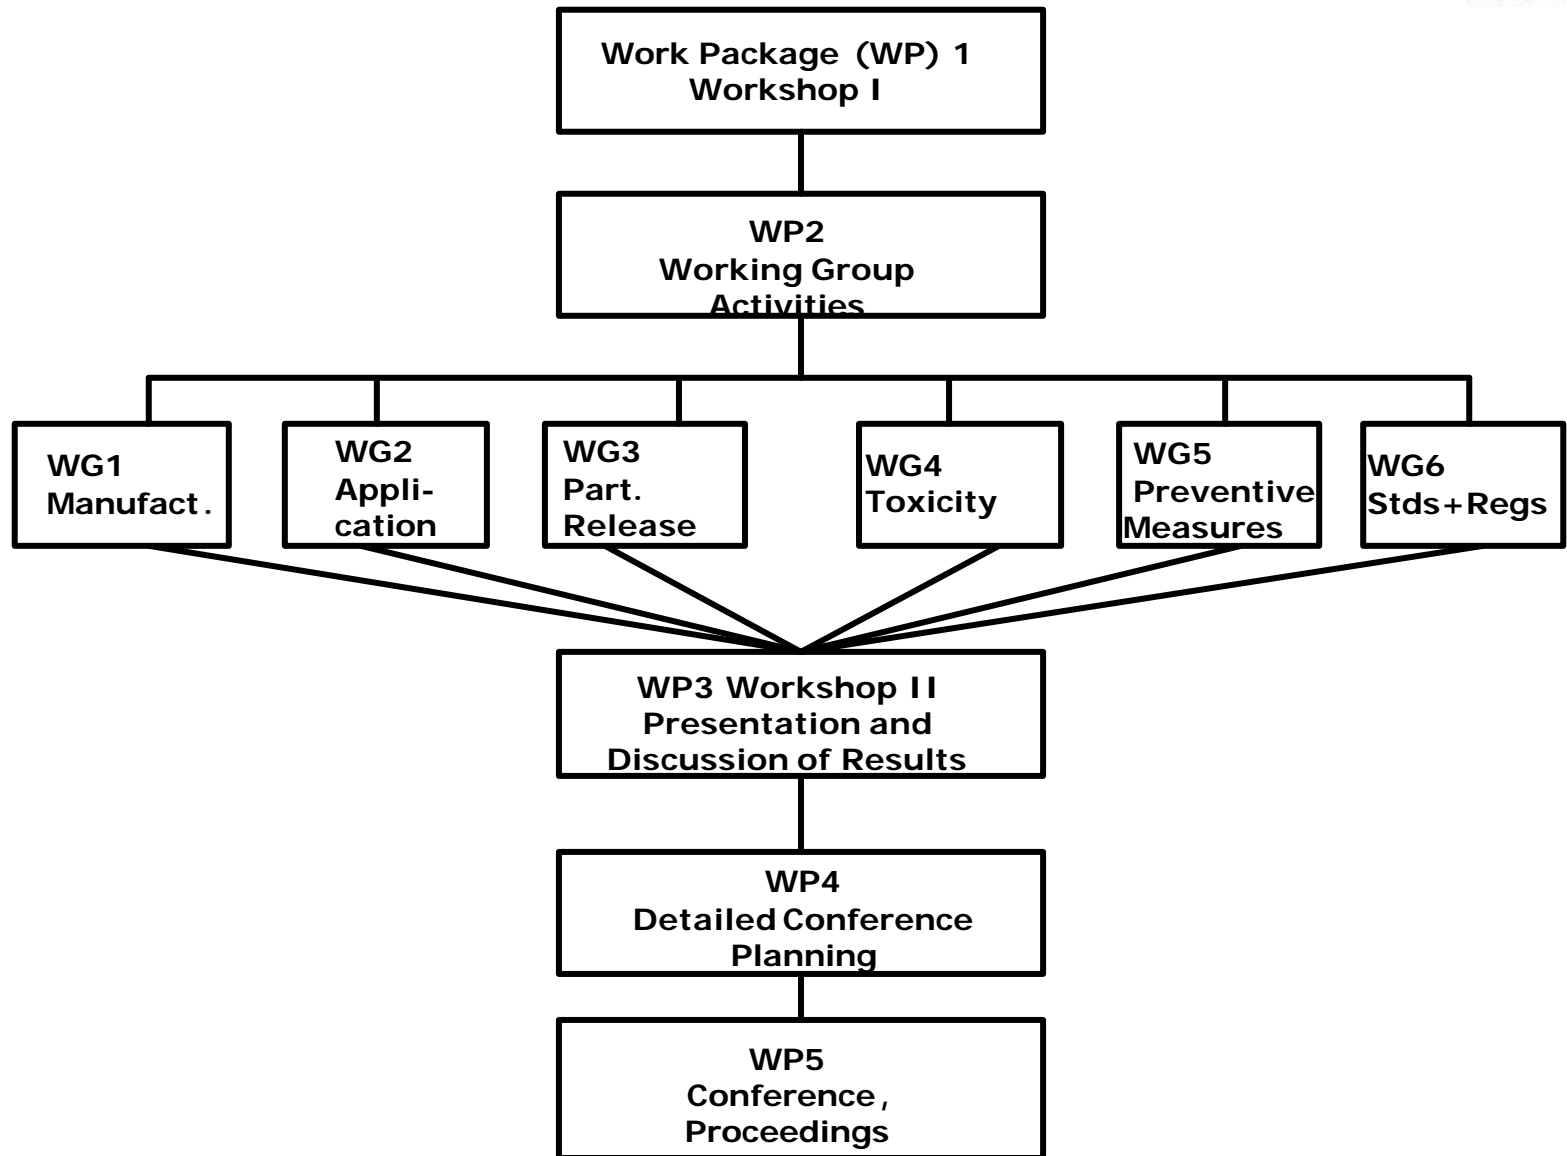 Work Package (WP) 1
Workshop I
WP2
Working Group
Activities
WG1
Manufact.
WG2
Appli-
cation
WG3
Part.
Release
WG4
Toxicity
WG5
Preventive
Measures
WG6
Stds+Regs
WP3 Workshop II
Presentation and
Discussion of Results
WP4
Detailed Conference
Planning
WP5
Conference,
Proceedings